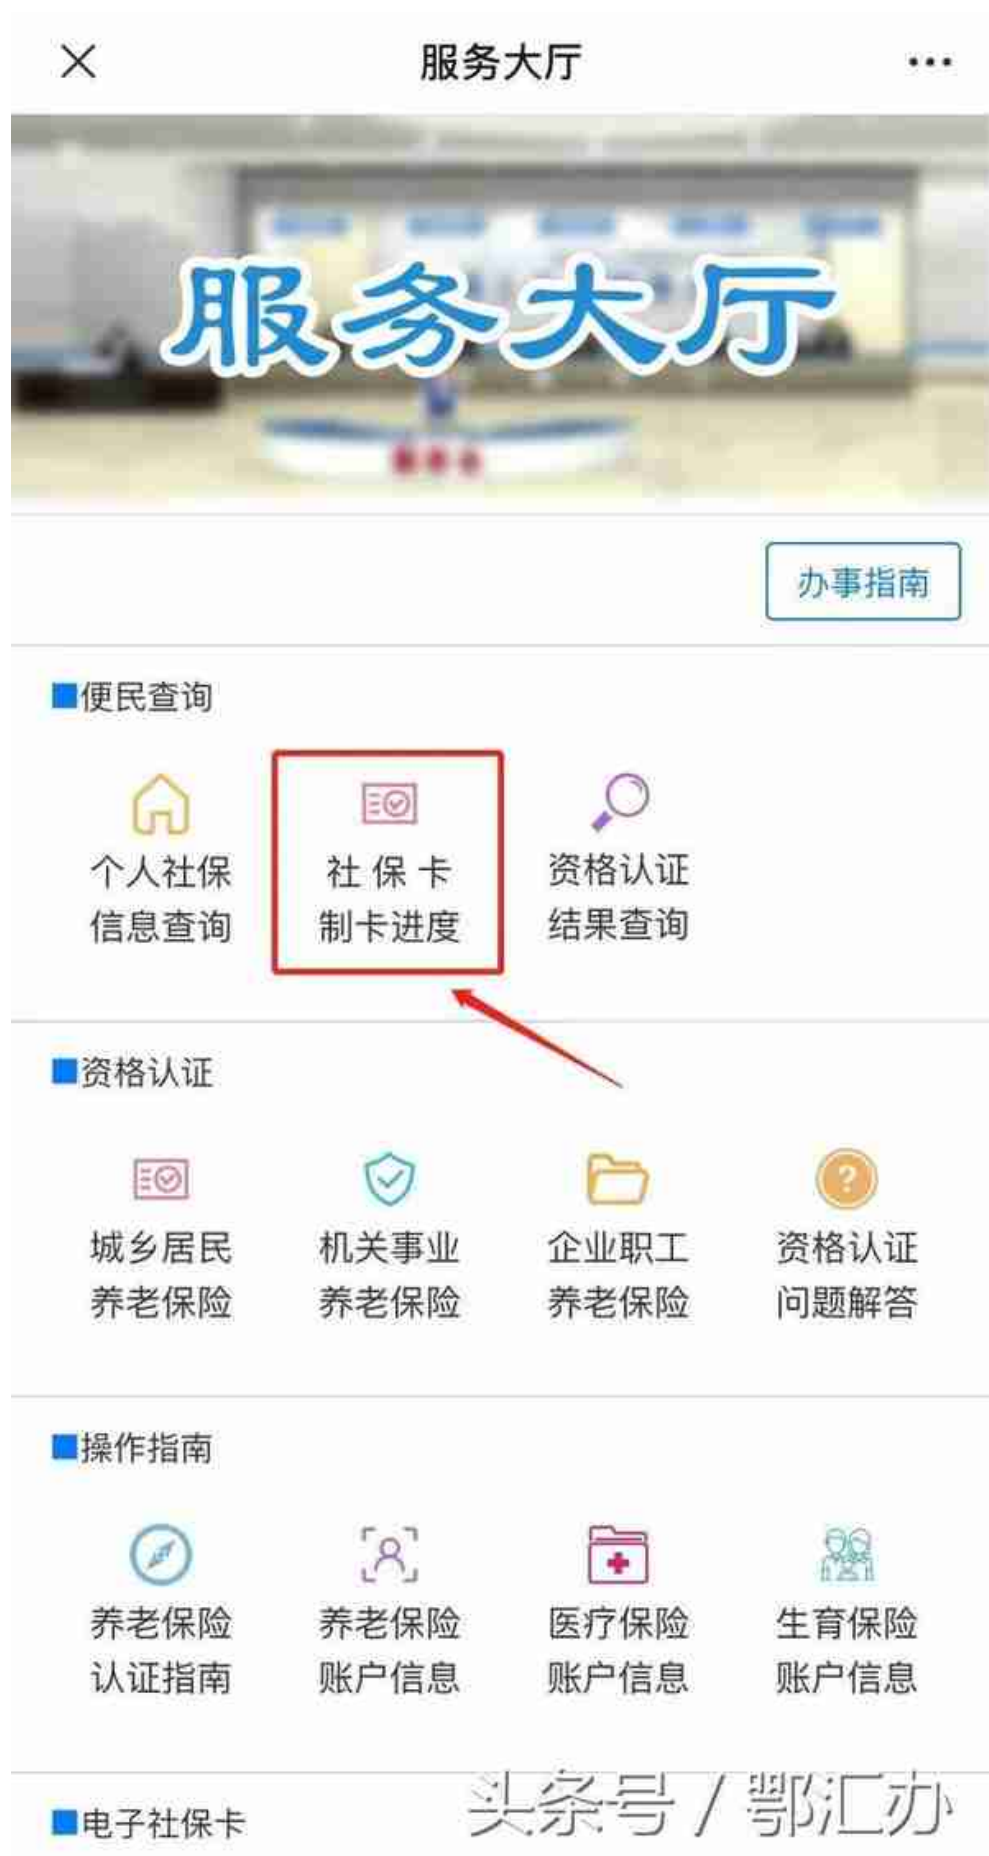 服务大厅
服务大厅
办事指南
便民查询
个人社保
信息查询
社保卡
制卡进度
资格认证
结果查询
资格认证
城乡居民
养老保险
机关事业
养老保险
企业职工
养老保险
?
资格认证
问题解答
操作指南
养老保险
认证指南
养老保险
账户信息
医疗保险
账户信息
生育保险
账户信息
电子社保卡
头条号 / 鄂汇办